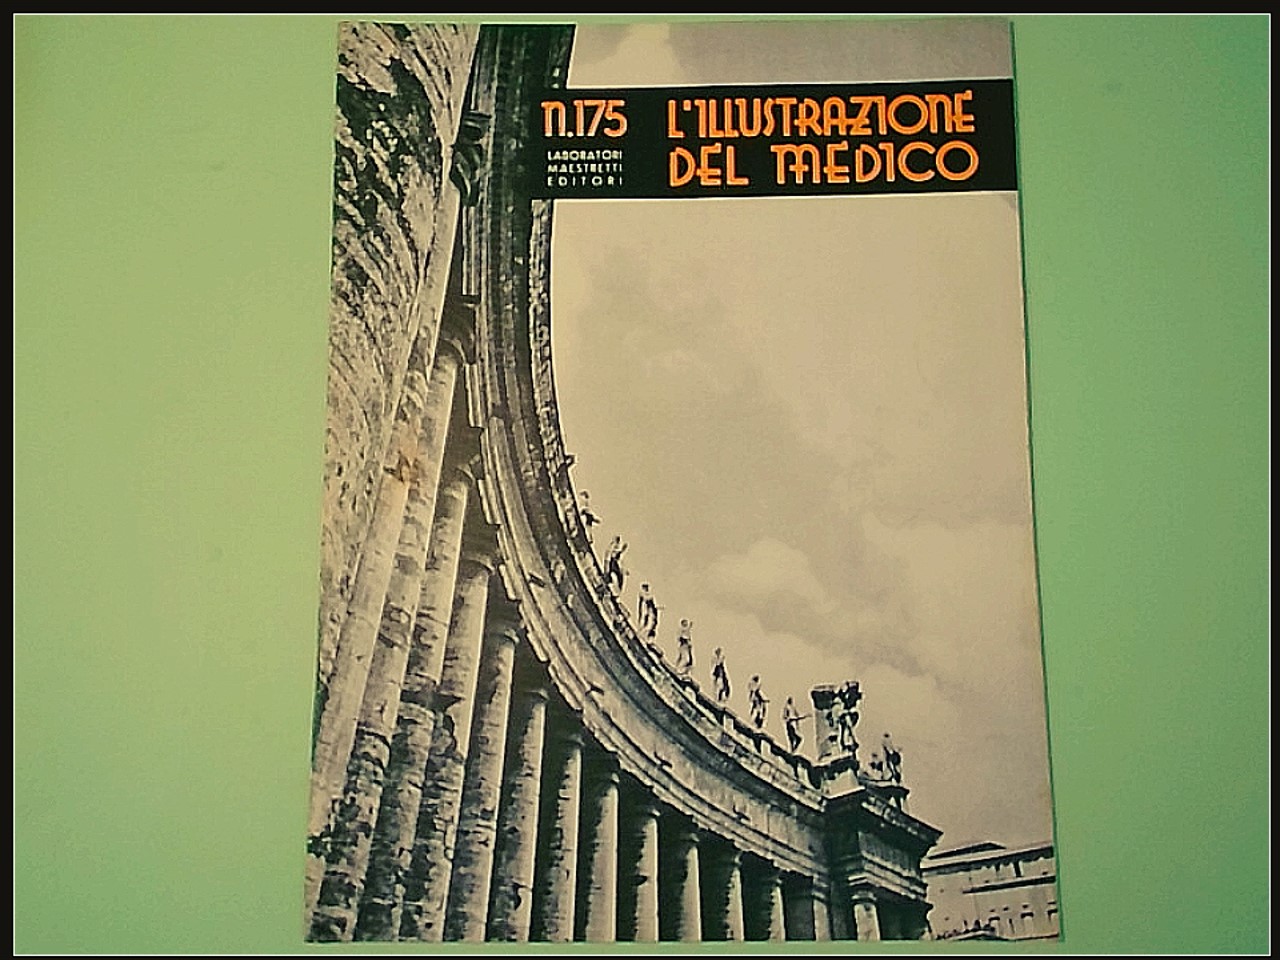 n.175
LABORATORI
MAESTRETTI
EDITORI
L'ILLUSTRAZIONE
DEL MEDICO